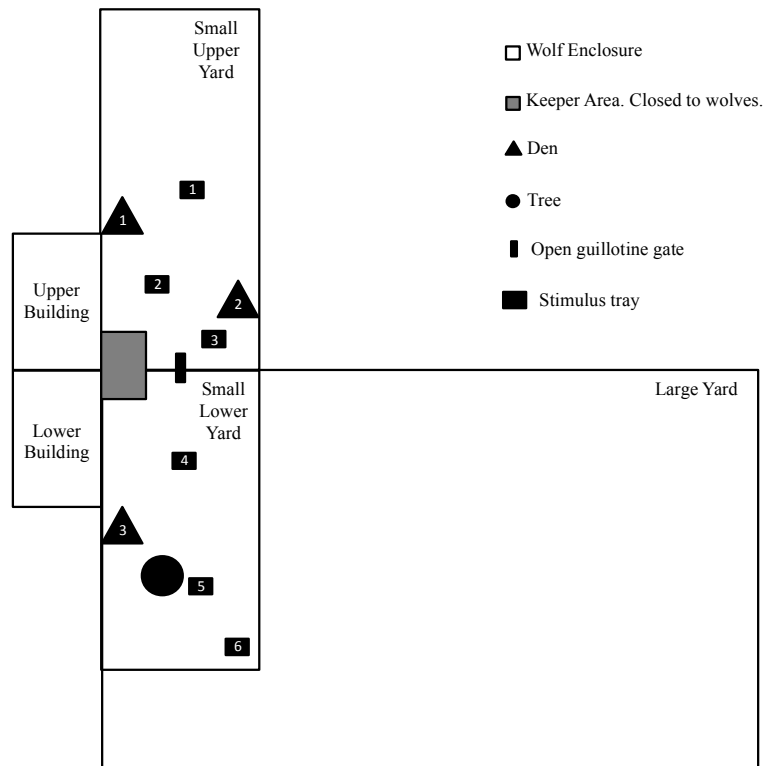 Small
Upper
Yard
Wolf Enclosure
Keeper Area. Closed to wolves.
Den
Tree
Open guillotine gate
Stimulus tray
1
1
2
2
3
Upper
Building
Small
Lower
Yard
Large Yard
Lower
Building
4
3
5
6